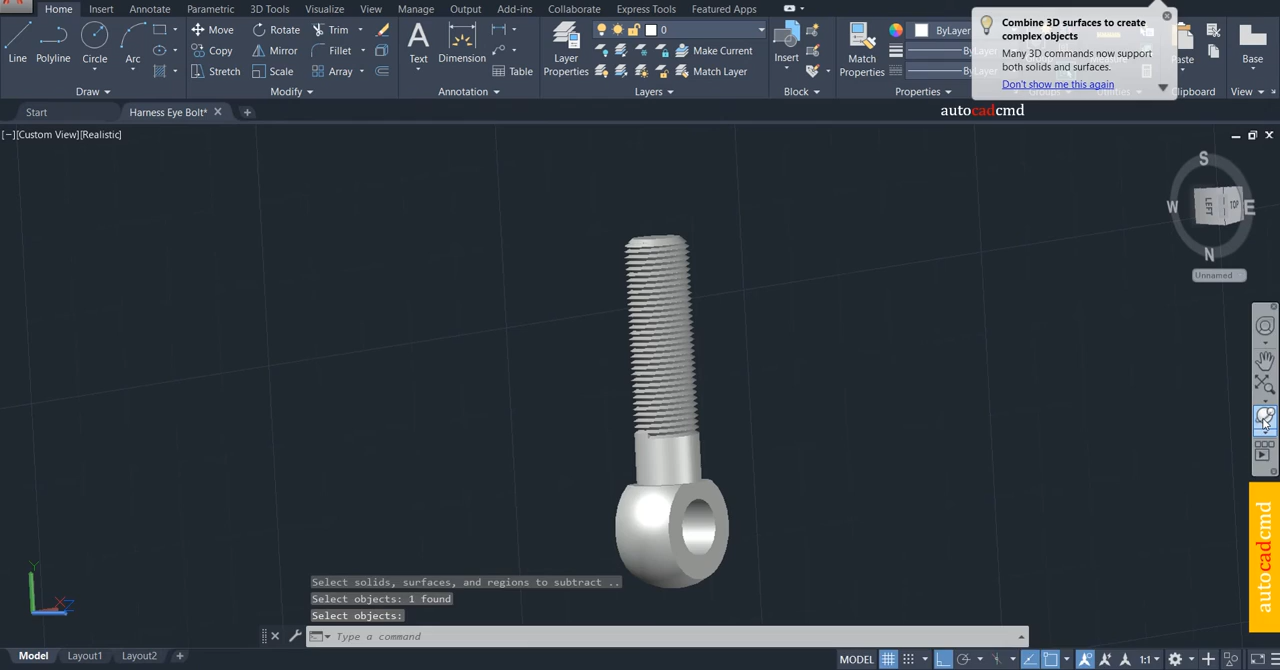 Home Insert Annotate Parametric 3D Tools Visualize View Manage Output Add-ins Collaborate Express Tools Featured Apps
Line Polyline Circle Arc
Move Rotate Trim
Copy Mirror Fillet
Stretch Scale Array
Text Dimension Table
Layer Properties
0
Make Current
Match Layer
Insert
Match Properties
ByLayer
Paste
Base
Draw Modify Annotation Layers Block Properties Groups Utilities Clipboard View
Combine 3D surfaces to create
complex objects
Many 3D commands now support
both solids and surfaces.
Don't show me this again
Start Harness Eye Bolt*
autocadcmd
[−][Custom View][Realistic]
S
W LEFT TOP E
N
Unnamed
autocadcmd
Y
X Z
Select solids, surfaces, and regions to subtract ..
Select objects: 1 found
Select objects:
Type a command
Model Layout1 Layout2 +
MODEL 1:1